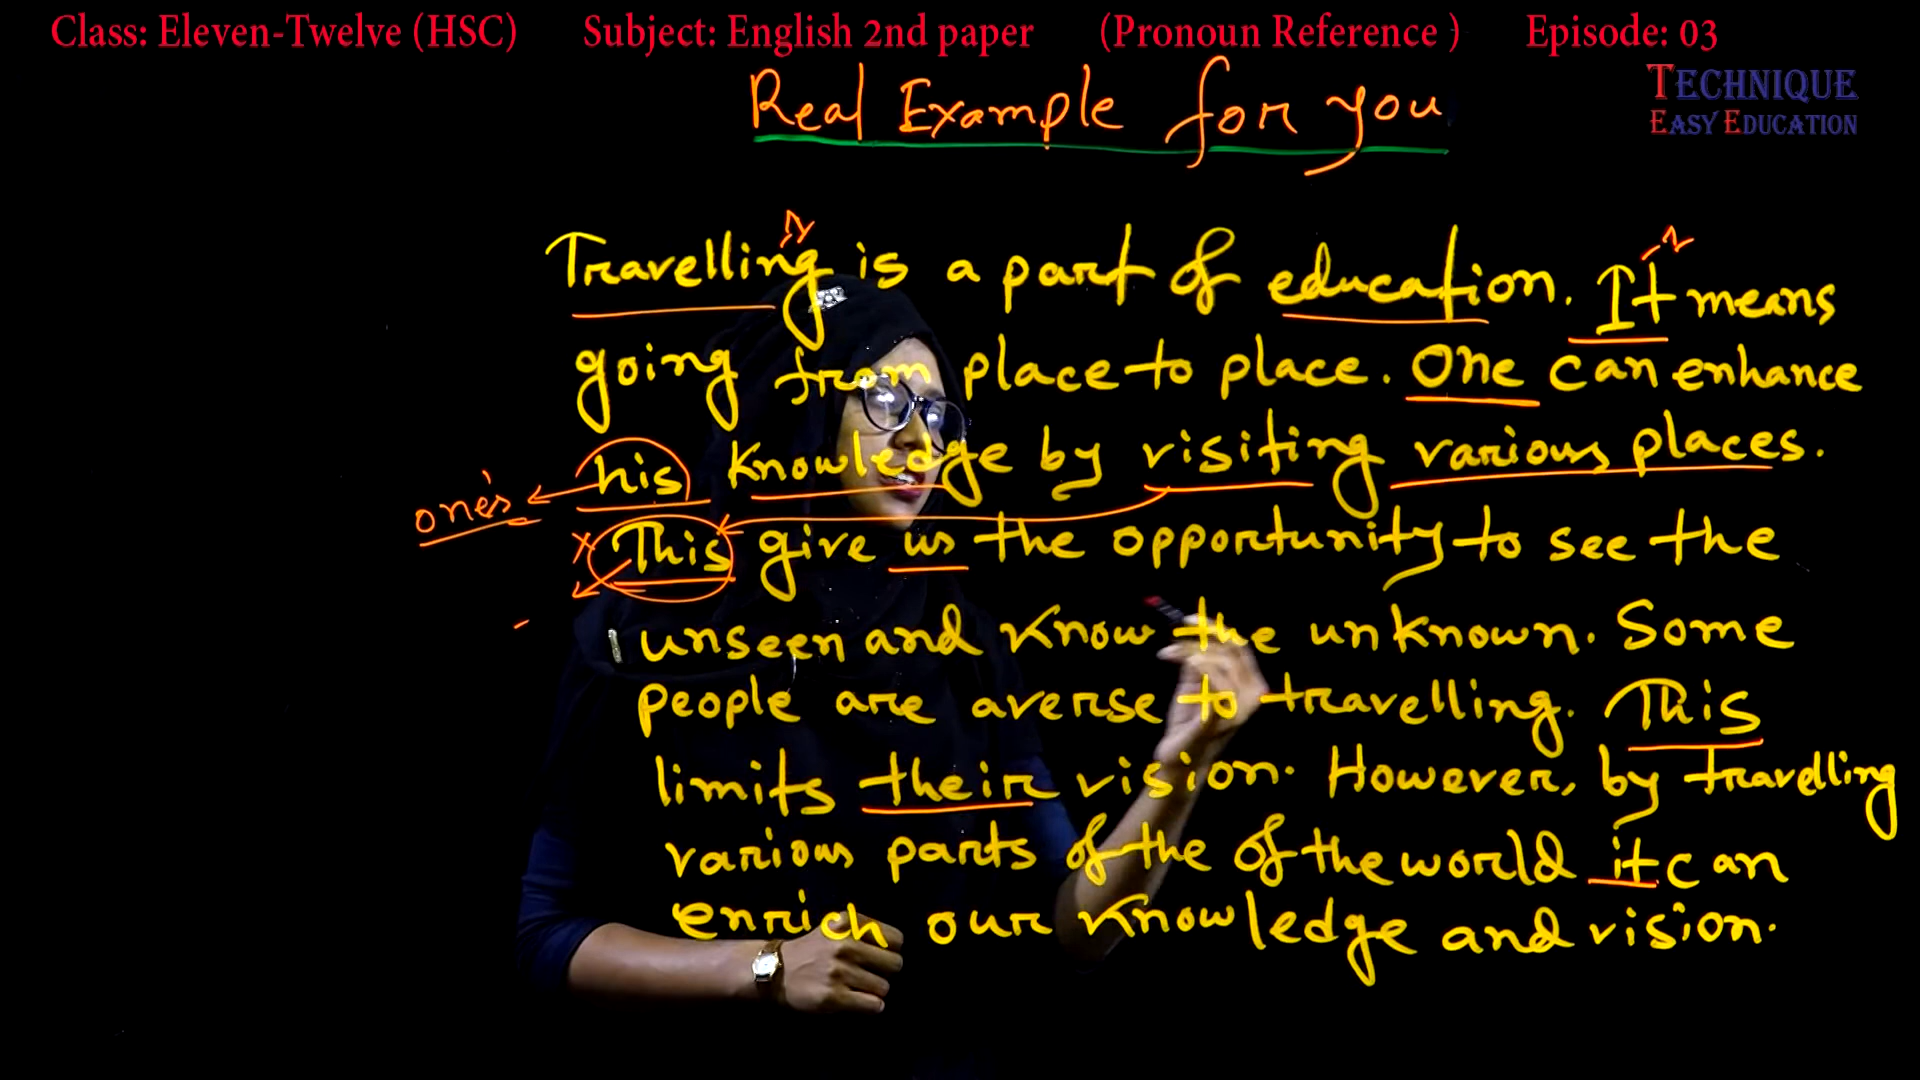 Class: Eleven-Twelve (HSC) Subject: English 2nd paper (Pronoun Reference ) Episode: 03
TECHNIQUE
EASY EDUCATION
Real Example for you
Travelling is a part of education. It means
going from place to place. One can enhance
his knowledge by visiting various places.
one's
This give us the opportunity to see the
unseen and know the unknown. Some
people are averse to travelling. This
limits their vision. However, by travelling
various parts of the of the world it can
enrich our knowledge and vision.